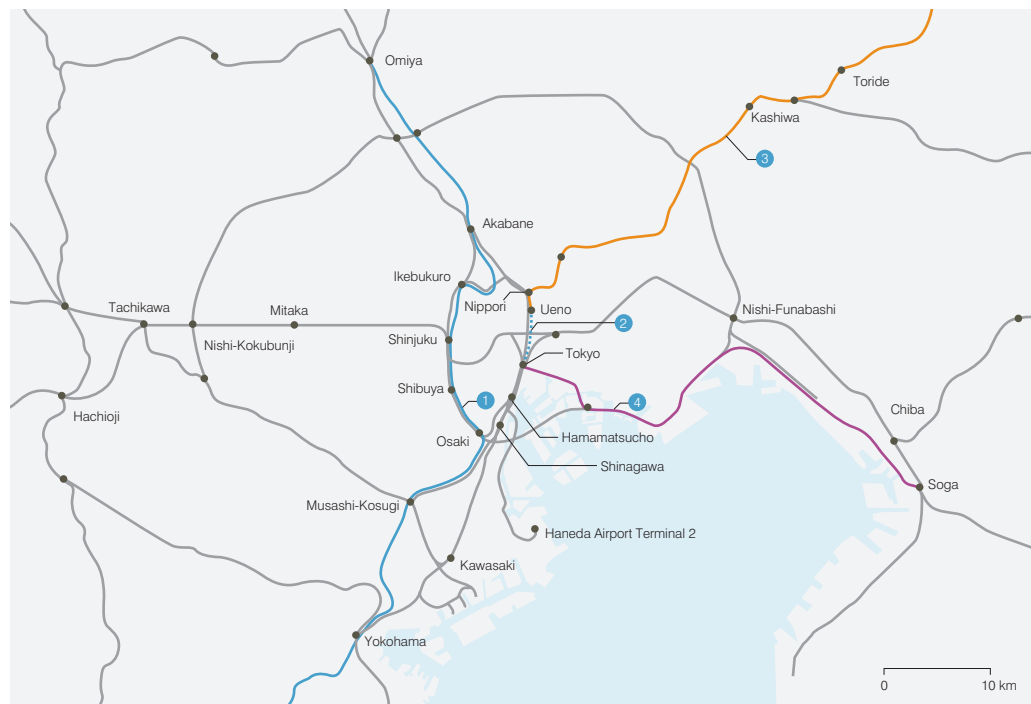 Omiya
Toride
Kashiwa
3
Akabane
Ikebukuro
Nippori
Ueno
Tachikawa
Mitaka
Nishi-Funabashi
2
Nishi-Kokubunji
Shinjuku
Tokyo
Shibuya
1
4
Hachioji
Chiba
Osaki
Hamamatsucho
Shinagawa
Soga
Musashi-Kosugi
Haneda Airport Terminal 2
Kawasaki
Yokohama
0
10 km